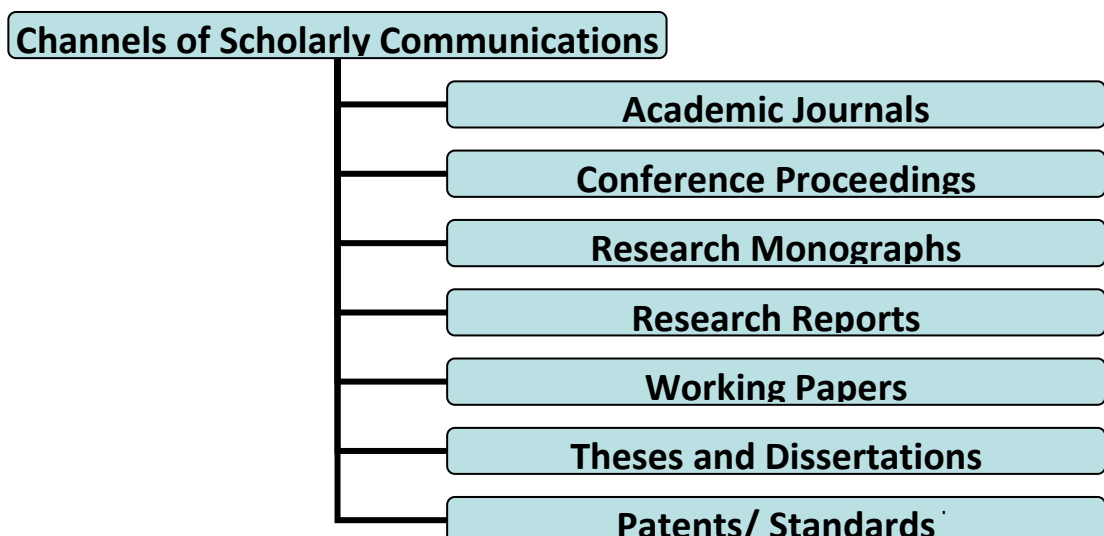 Channels of Scholarly Communications
Academic Journals
Conference Proceedings
Research Monographs
Research Reports
Working Papers
Theses and Dissertations
Patents/ Standards